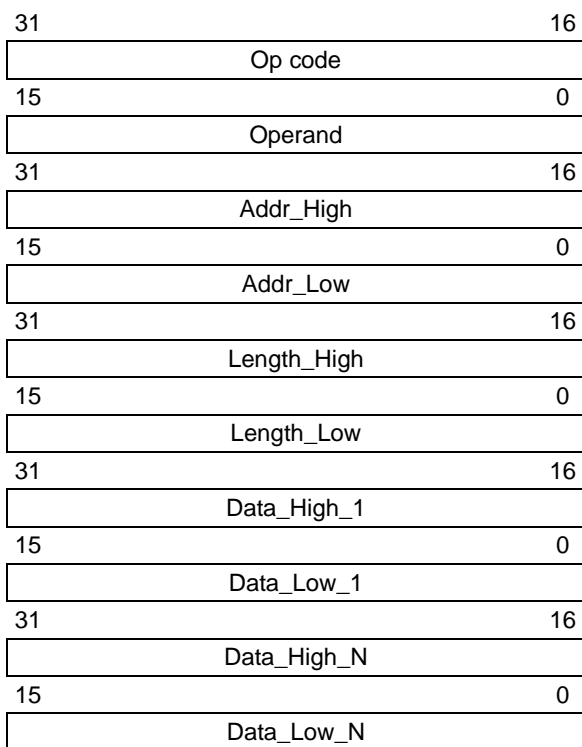 31 16
Op code
15 0
Operand
31 16
Addr_High
15 0
Addr_Low
31 16
Length_High
15 0
Length_Low
31 16
Data_High_1
15 0
Data_Low_1
31 16
Data_High_N
15 0
Data_Low_N